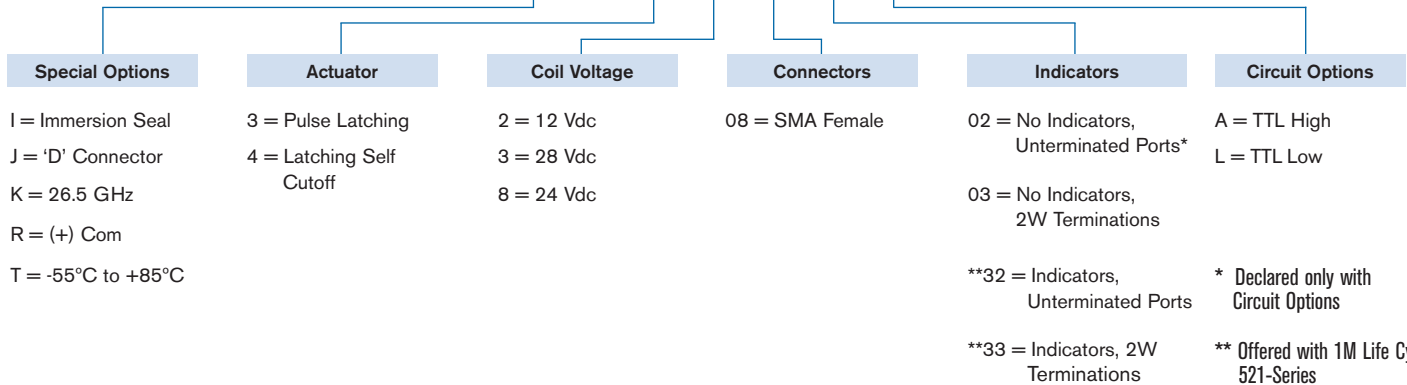 Special Options
I = Immersion Seal
J = ‘D’ Connector
K = 26.5 GHz
R = (+) Com
T = -55°C to +85°C
Actuator
3 = Pulse Latching
4 = Latching Self
Cutoff
Coil Voltage
2 = 12 Vdc
3 = 28 Vdc
8 = 24 Vdc
Connectors
08 = SMA Female
Indicators
02 = No Indicators,
Unterminated Ports*
03 = No Indicators,
2W Terminations
**32 = Indicators,
Unterminated Ports
**33 = Indicators, 2W
Terminations
Circuit Options
A = TTL High
L = TTL Low
* Declared only with
Circuit Options
** Offered with 1M Life
521-Series